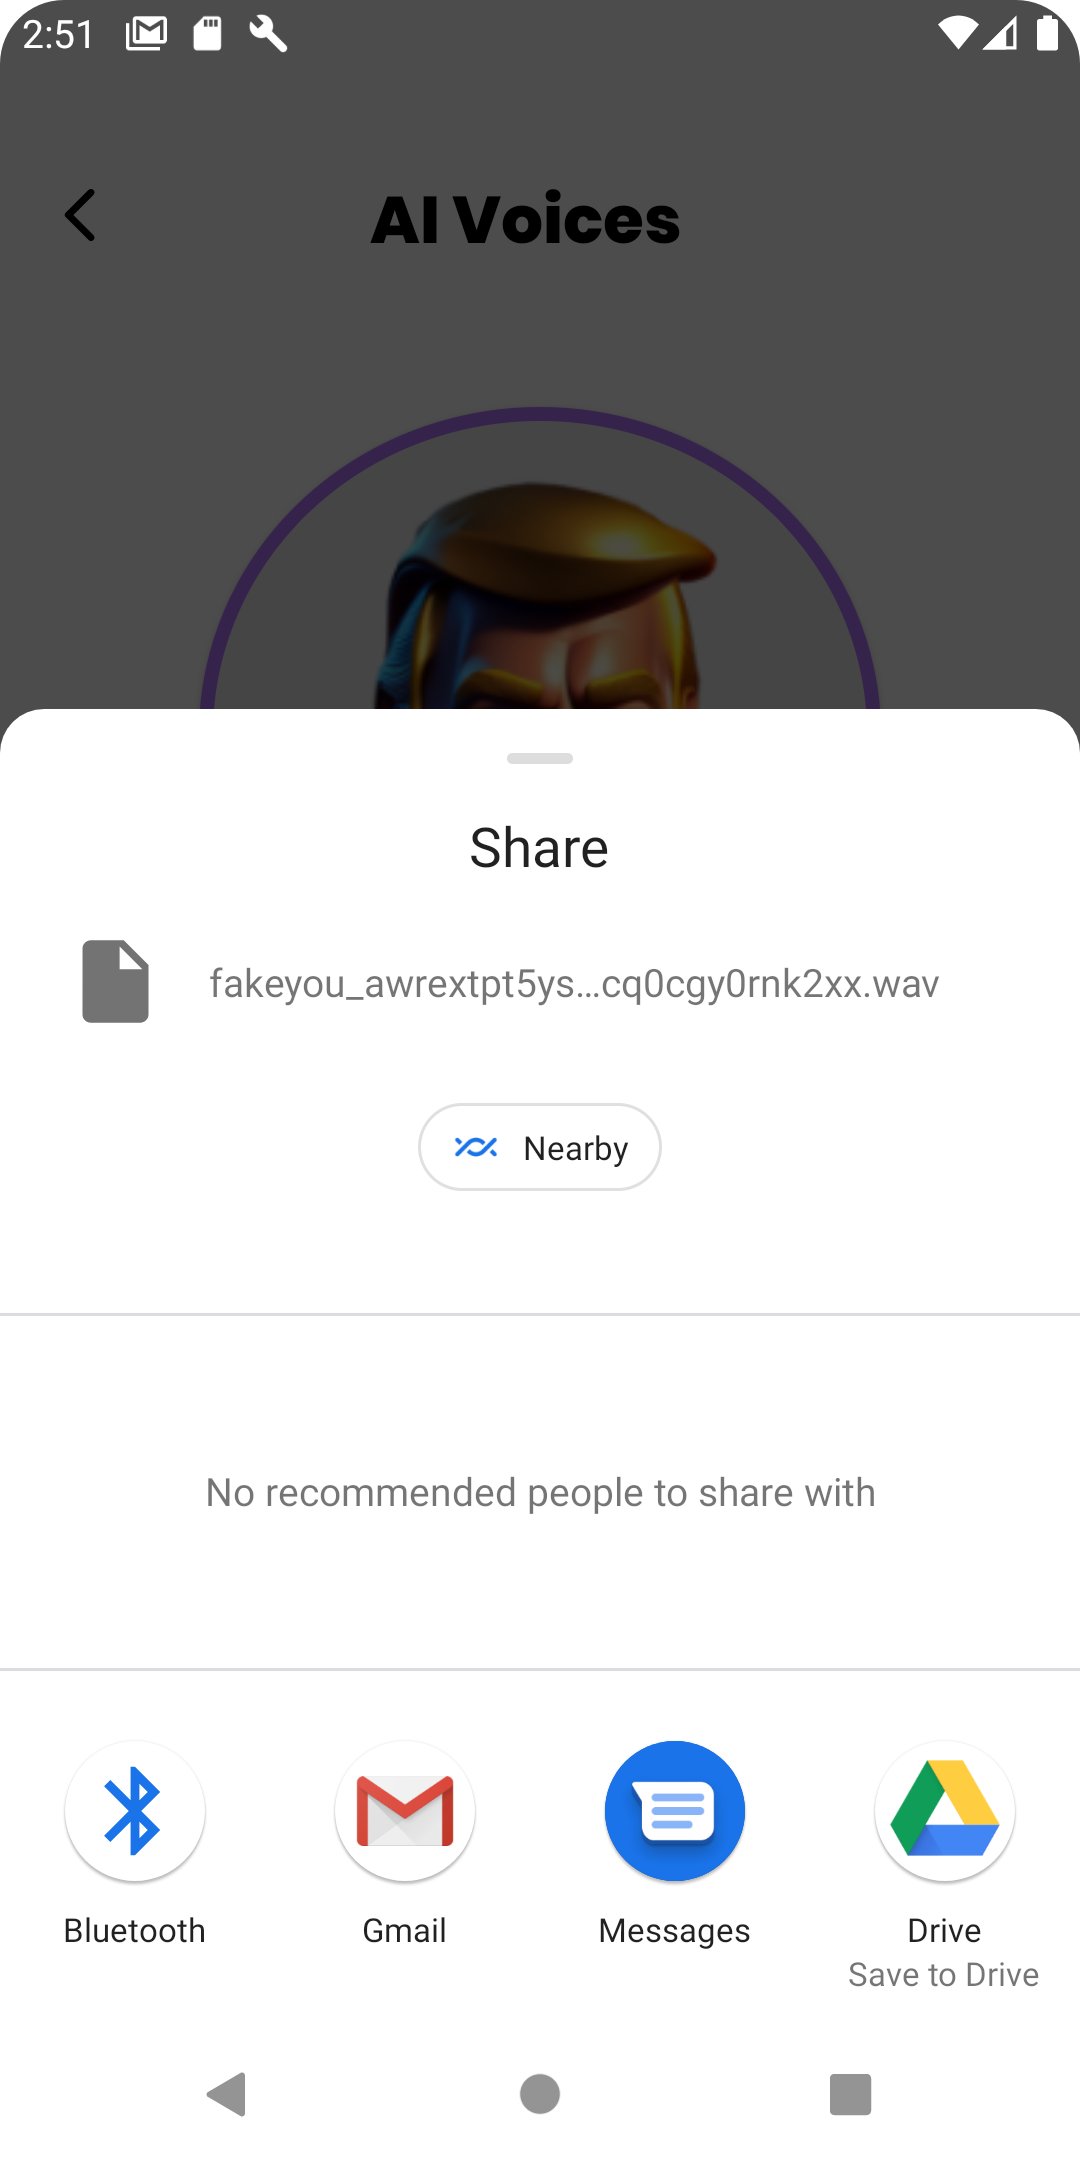 2:51
AI Voices
Share
fakeyou_awrextpt5ys...cq0cgy0rnk2xx.wav
Nearby
No recommended people to share with
Bluetooth
Gmail
Messages
Drive
Save to Drive